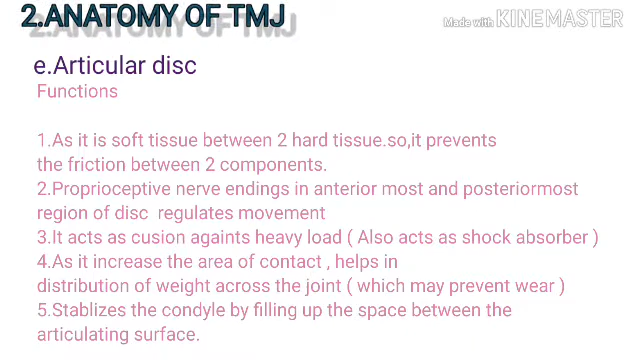 2.ANATOMY OF TMJ
Made with KINEMASTER
e.Articular disc
Functions
1.As it is soft tissue between 2 hard tissue.so,it prevents
the friction between 2 components.
2.Proprioceptive nerve endings in anterior most and posteriormost
region of disc regulates movement
3.It acts as cusion againts heavy load ( Also acts as shock absorber )
4.As it increase the area of contact , helps in
distribution of weight across the joint ( which may prevent wear )
5.Stablizes the condyle by filling up the space between the
articulating surface.